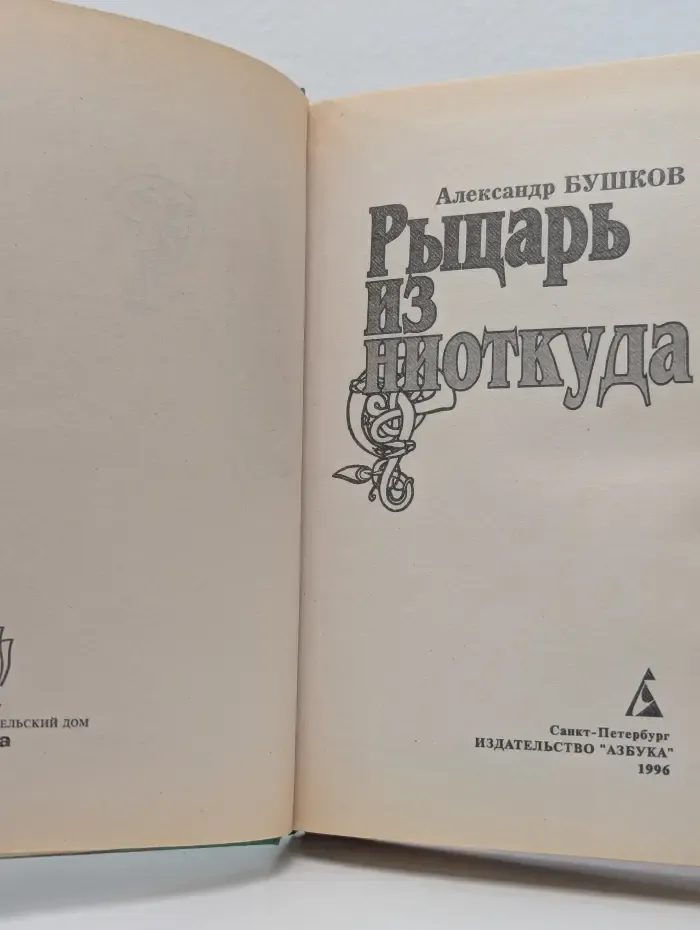 ЕЛЬСКИЙ ДОМ
а
Александр БУШКОВ
Рыцарь
из
ниоткуда
Санкт-Петербург
ИЗДАТЕЛЬСТВО "АЗБУКА"
1996